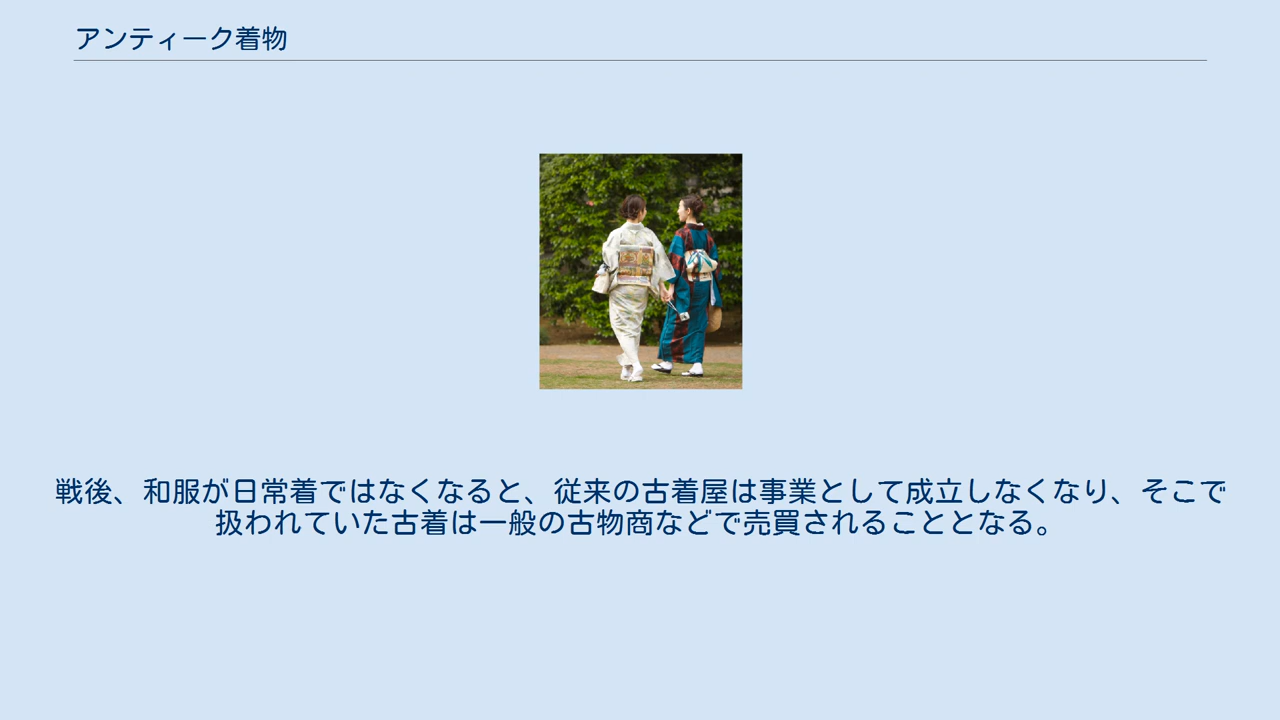 アンティーク着物
戦後、和服が日常着ではなくなると、従来の古着屋は事業として成立しなくなり、そこで
扱われていた古着は一般の古物商などで売買されることとなる。